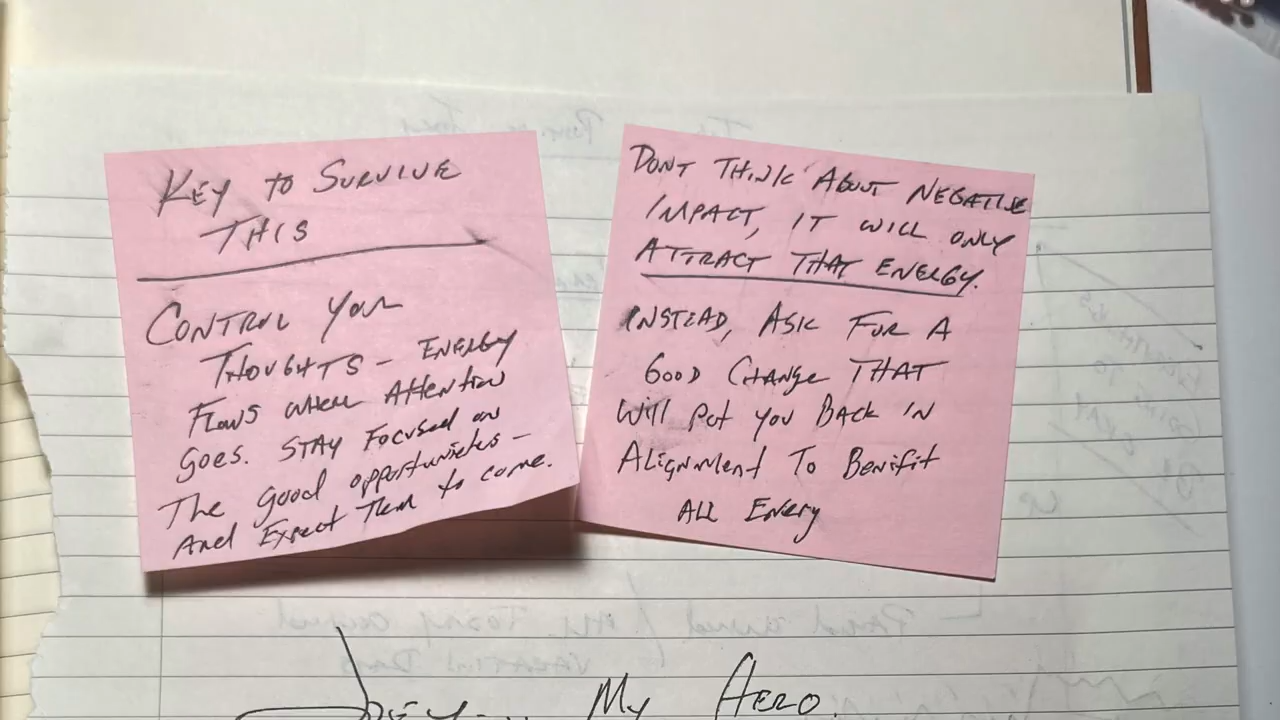 KEY TO SURVIVE
THIS
CONTROL YOUR
THOUGHTS - ENERGY
FLOWS WHERE ATTENTION
GOES. STAY FOCUSED ON
THE good opportunietes -
And Expect Them to come.
DONT THINK ABOUT NEGATIVE
IMPACT, IT WILL ONLY
ATTRACT THAT ENERGY.
INSTEAD, ASK FOR A
GOOD CHANGE THAT
Will put you BACK IN
Alignment To Benifit
All Energy
My HERO.